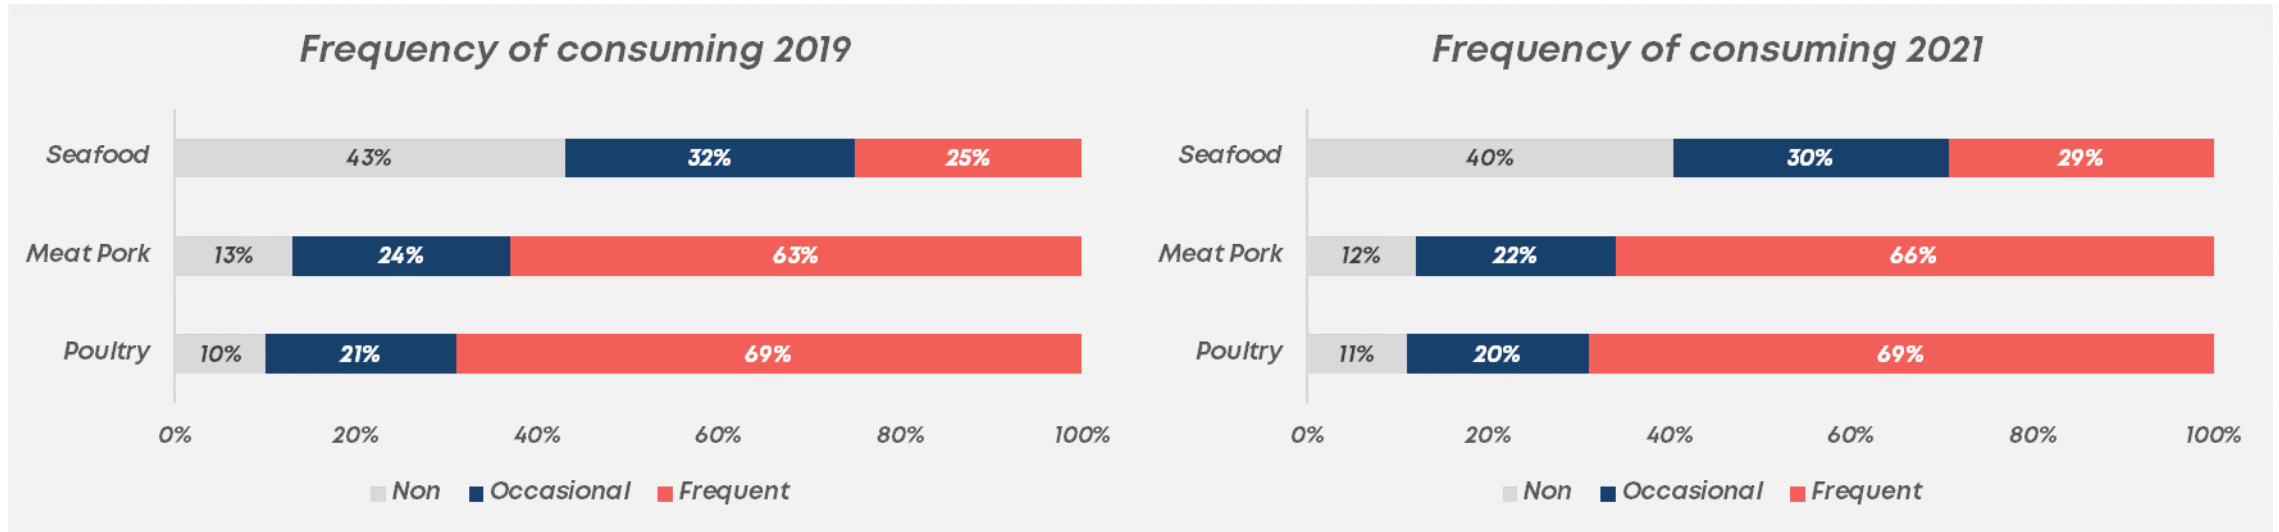 Frequency of consuming 2019
Seafood 43% 32% 25%
Meat Pork 13% 24% 63%
Poultry 10% 21% 69%
0% 20% 40% 60% 80% 100%
Non Occasional Frequent
Frequency of consuming 2021
Seafood 40% 30% 29%
Meat Pork 12% 22% 66%
Poultry 11% 20% 69%
0% 20% 40% 60% 80% 100%
Non Occasional Frequent